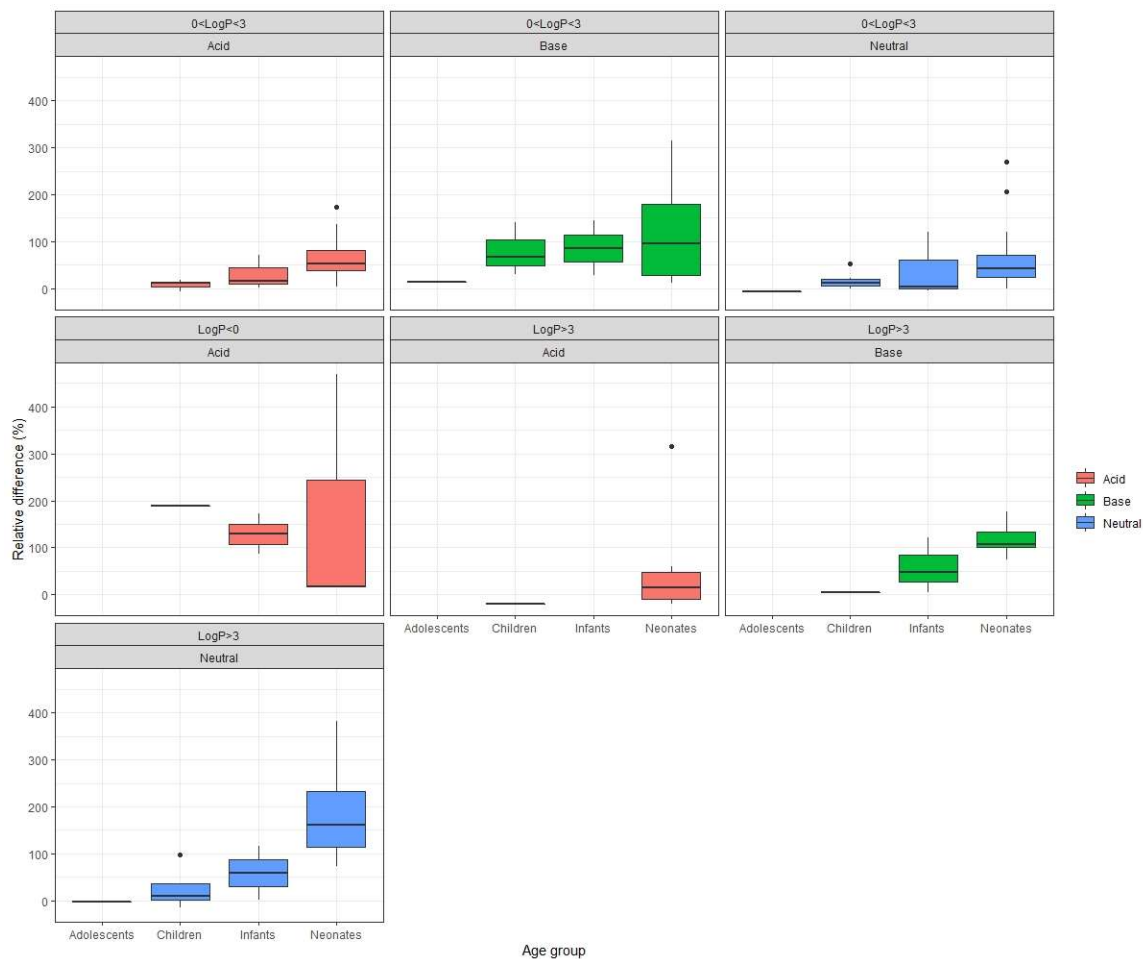 0<LogP<3
Acid
0<LogP<3
Base
0<LogP<3
Neutral
400
300
200
100
0
LogP<0
Acid
LogP>3
Acid
LogP>3
Base
400
300
200
100
0
Relative difference (%)
Acid
Base
Neutral
Adolescents Children Infants Neonates
Adolescents Children Infants Neonates
LogP>3
Neutral
400
300
200
100
0
Adolescents Children Infants Neonates
Age group